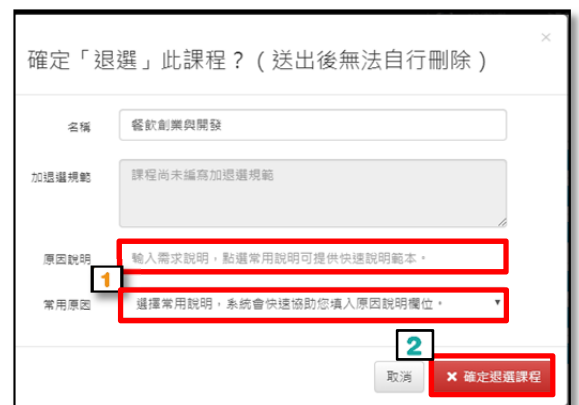 ×
確定「退選」此課程？（送出後無法自行刪除）
名稱 餐飲創業與開發
加退選規範 課程尚未編寫加退選規範
原因說明 輸入需求說明，點選常用說明可提供快速說明範本。
1
常用原因 選擇常用說明，系統會快速協助您填入原因說明欄位。
2
取消 ✖ 確定退選課程